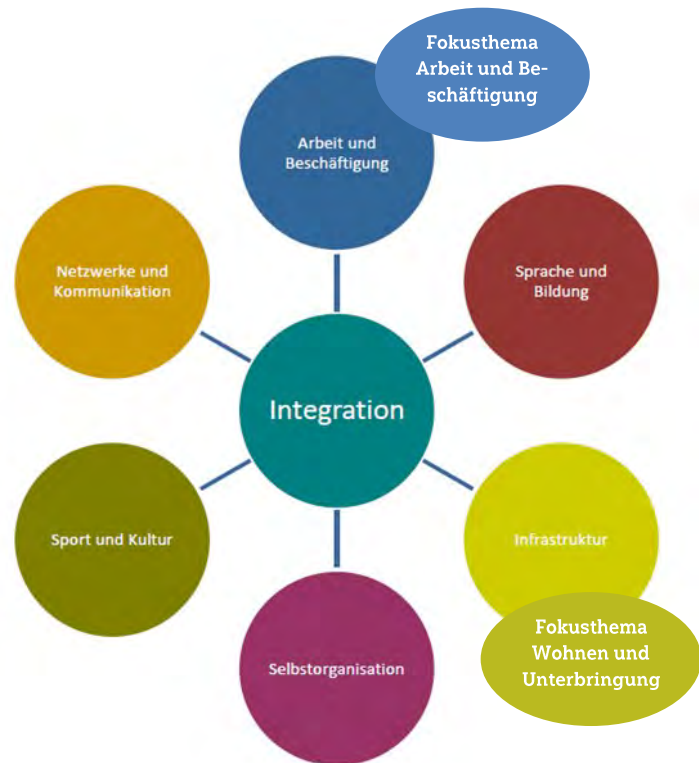 Fokusthema
Arbeit und Be-
schäftigung
Arbeit und
Beschäftigung
Netzwerke und
Kommunikation
Sprache und
Bildung
Integration
Sport und Kultur
Infrastruktur
Fokusthema
Wohnen und
Unterbringung
Selbstorganisation